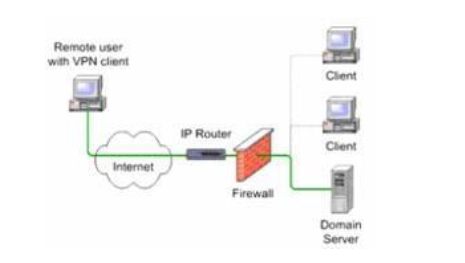 Remote user
with VPN client
Client
Client
IP Router
Internet
Firewall
Domain
Server